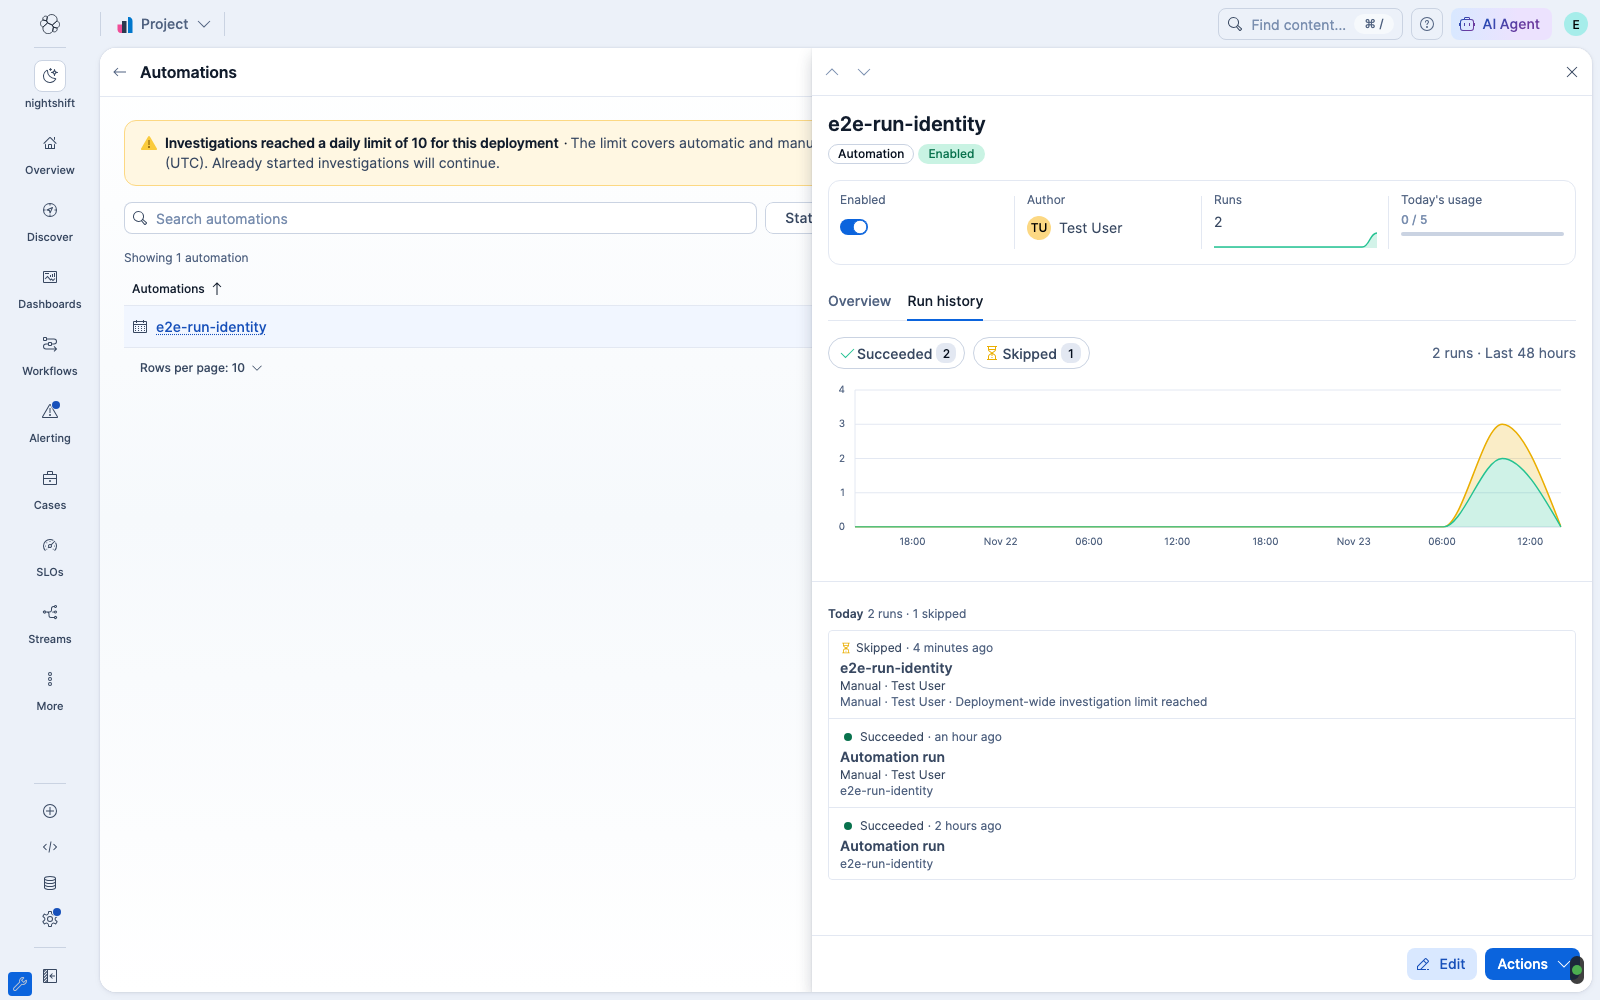 Project
Find content...
⌘ /
AI Agent
E
nightshift
Overview
Discover
Dashboards
Workflows
Alerting
Cases
SLOs
Streams
More
Automations
Investigations reached a daily limit of 10 for this deployment · The limit covers automatic and manu
(UTC). Already started investigations will continue.
Search automations
Stat
Showing 1 automation
Automations
e2e-run-identity
Rows per page: 10
e2e-run-identity
Automation
Enabled
Enabled
Author
TU Test User
Runs
2
Today's usage
0 / 5
Overview
Run history
Succeeded 2
Skipped 1
2 runs · Last 48 hours
4
3
2
1
0
18:00
Nov 22
06:00
12:00
18:00
Nov 23
06:00
12:00
Today 2 runs · 1 skipped
Skipped · 4 minutes ago
e2e-run-identity
Manual · Test User
Manual · Test User · Deployment-wide investigation limit reached
Succeeded · an hour ago
Automation run
Manual · Test User
e2e-run-identity
Succeeded · 2 hours ago
Automation run
e2e-run-identity
Edit
Actions